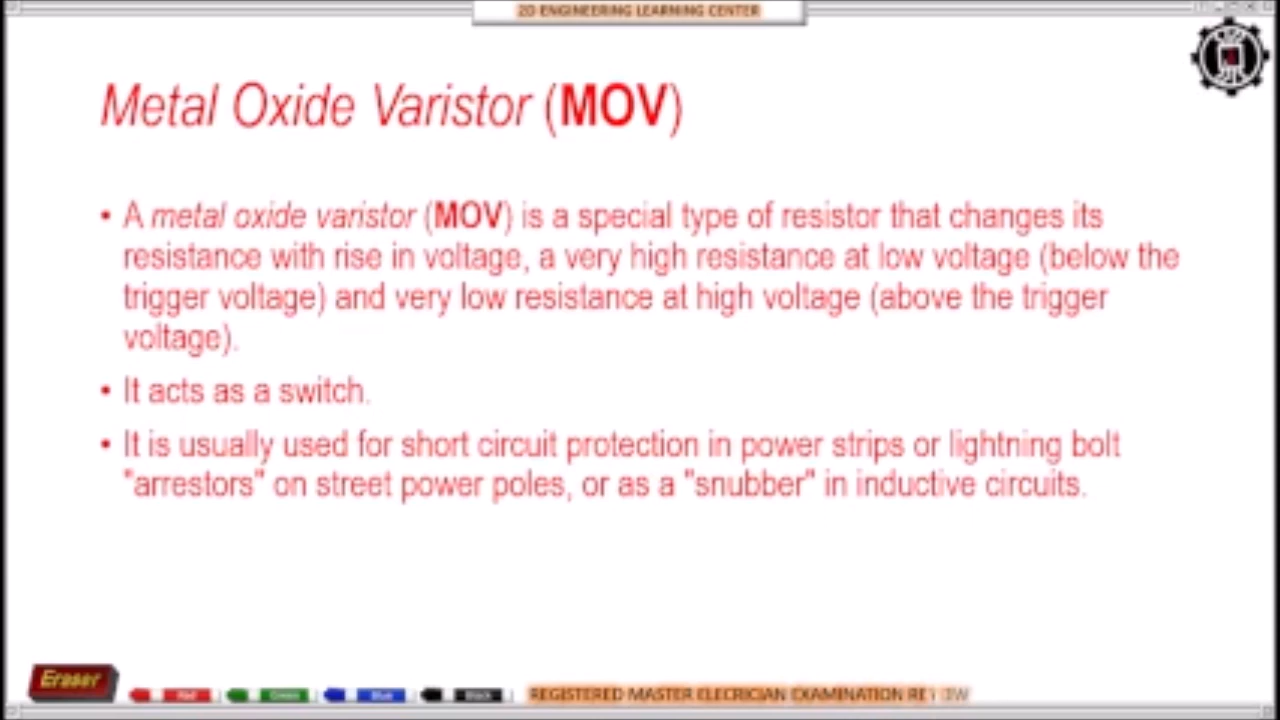 2D ENGINEERING LEARNING CENTER
Metal Oxide Varistor (MOV)
• A metal oxide varistor (MOV) is a special type of resistor that changes its
resistance with rise in voltage, a very high resistance at low voltage (below the
trigger voltage) and very low resistance at high voltage (above the trigger
voltage).
• It acts as a switch.
• It is usually used for short circuit protection in power strips or lightning bolt
"arrestors" on street power poles, or as a "snubber" in inductive circuits.
Eraser
Red Green Blue Black
REGISTERED MASTER ELECRICIAN EXAMINATION